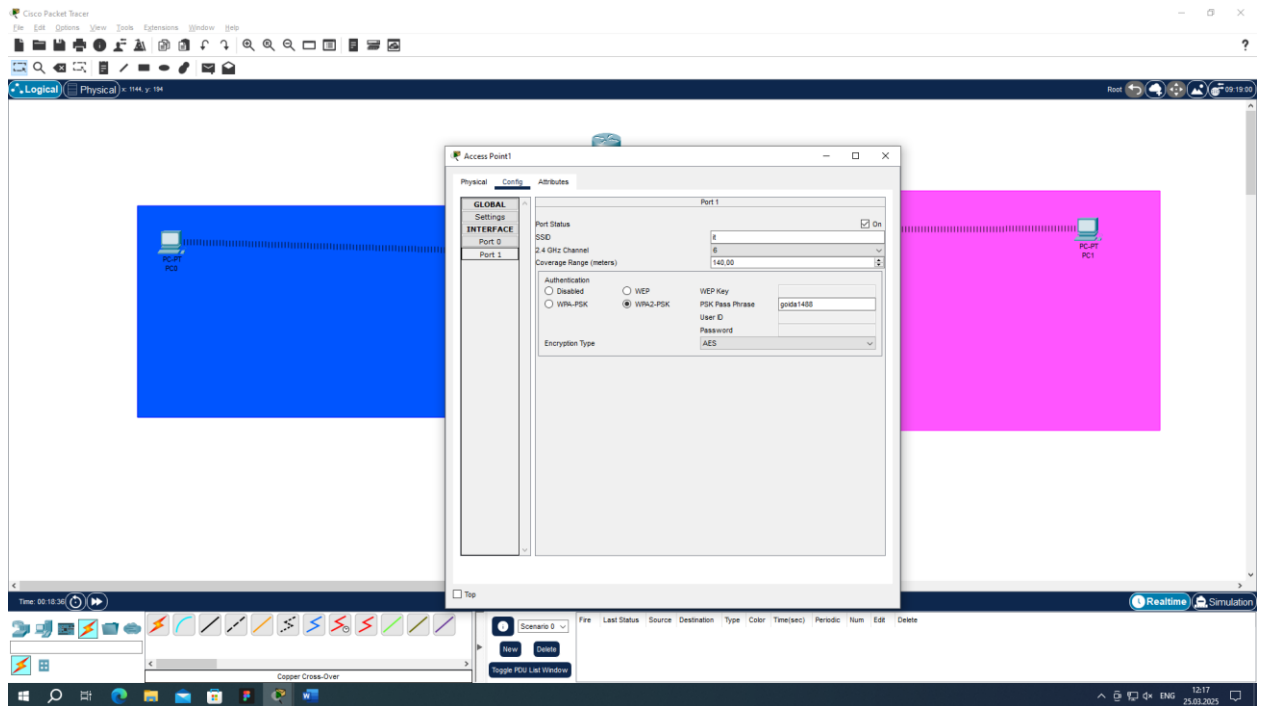 Cisco Packet Tracer
File Edit Options View Tools Extensions Window Help
?
Logical Physical x: 1144, y: 194 Root 09:19:00
Access Point1
Physical Config Attributes
GLOBAL
Settings
INTERFACE
Port 0
Port 1
Port 1
Port Status On
SSID it
2.4 GHz Channel 6
Coverage Range (meters) 140,00
Authentication
Disabled WEP WEP Key
WPA-PSK WPA2-PSK PSK Pass Phrase goida1488
User ID
Password
Encryption Type AES
PC-PT
PC0
PC-PT
PC1
Top
Time: 00:18:36 Realtime Simulation
Scenario 0 Fire Last Status Source Destination Type Color Time(sec) Periodic Num Edit Delete
New Delete
Toggle PDU List Window
Copper Cross-Over
ENG 12:17
25.03.2025